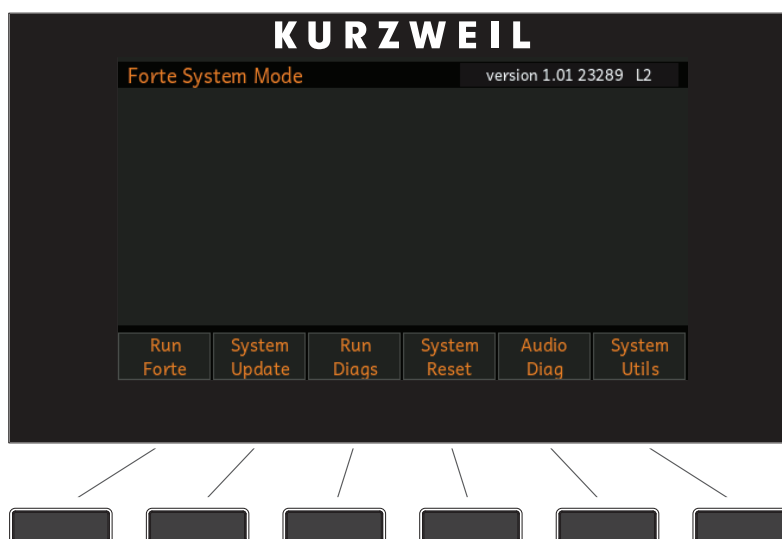 KURZWEIL
Forte System Mode version 1.01 23289 L2
Run System Run System Audio System
Forte Update Diags Reset Diag Utils